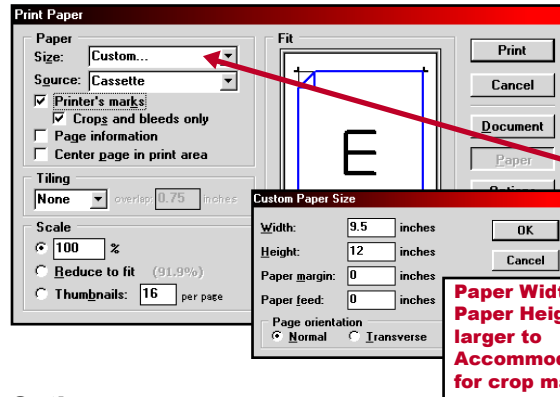 Print Paper
Paper
Size: Custom...
Source: Cassette
Printer's marks
Crops and bleeds only
Page information
Center page in print area
Tiling
None overlap: 0.75 inches
Scale
100 %
Reduce to fit (91.9%)
Thumbnails: 16 per page
Fit
E
Print
Cancel
Document
Paper
Custom Paper Size
Width: 9.5 inches
Height: 12 inches
Paper margin: 0 inches
Paper feed: 0 inches
Page orientation
Normal Transverse
OK
Cancel
Paper
Paper
larger to
for crop